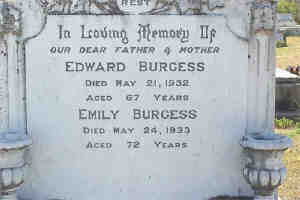 REST
In Loving Memory Of
OUR DEAR FATHER & MOTHER
EDWARD BURGESS
DIED MAY 21, 1932
AGED 67 YEARS
EMILY BURGESS
DIED MAY 24, 1933
AGED 72 YEARS